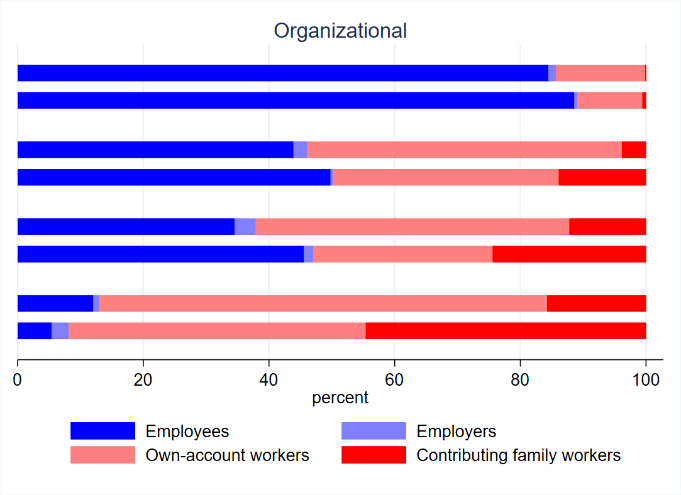 Organizational
0 20 40 60 80 100
percent
Employees Employers
Own-account workers Contributing family workers